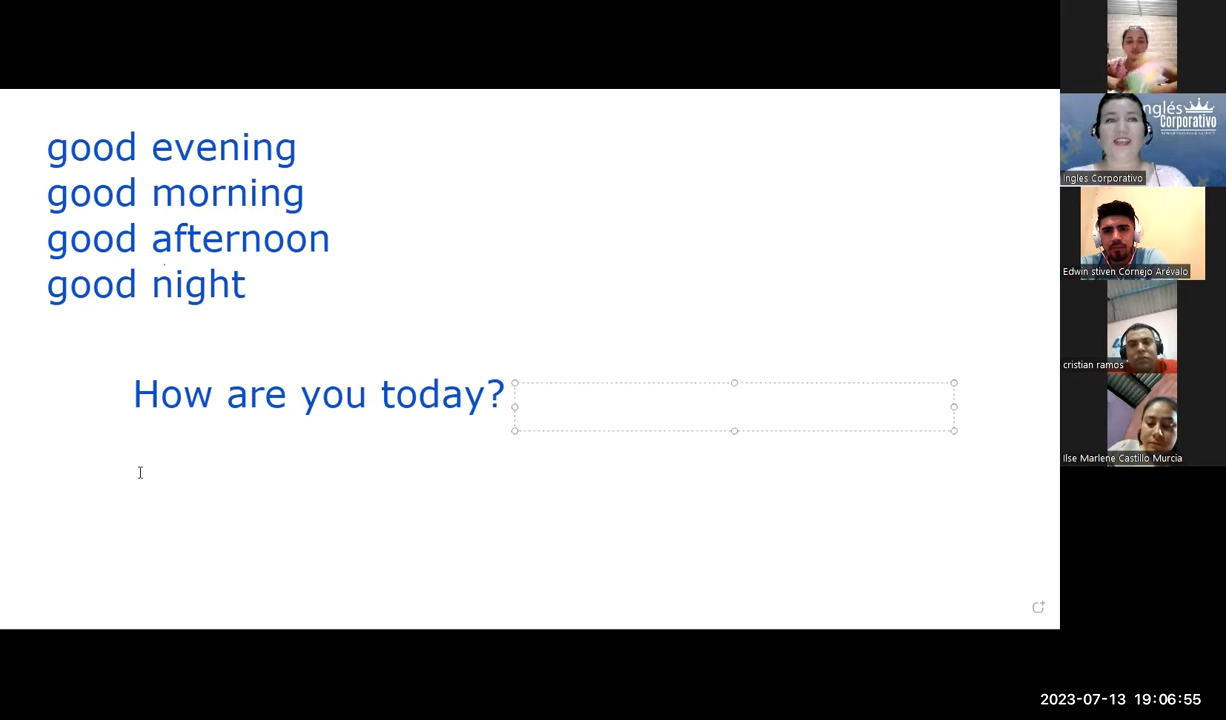 good evening
good morning
good afternoon
good night
How are you today?
nglés
Corporativo
Ingles Corporativo
Edwin stiven Cornejo Arévalo
cristian ramos
Ilse Marlene Castillo Murcia
2023-07-13 19:06:55